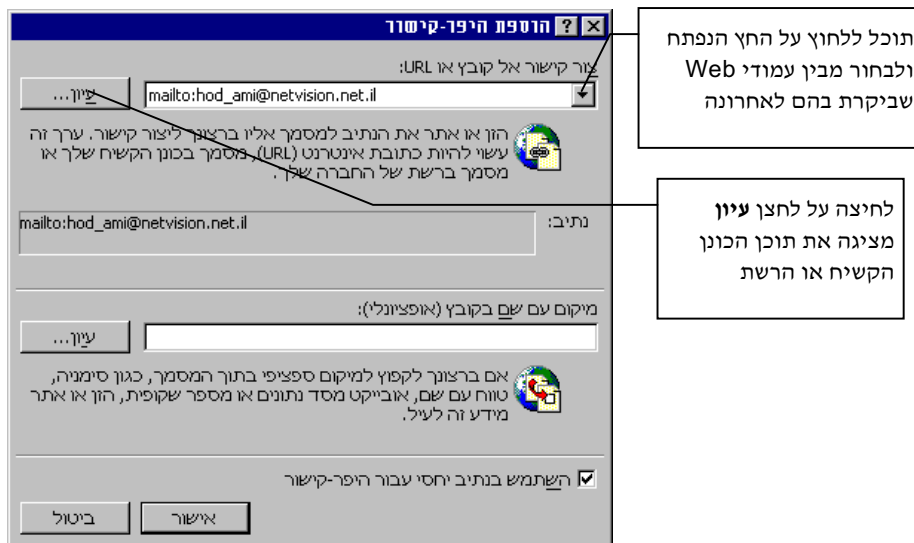 הוספת היפר-קישור
צור קישור אל קובץ או URL:
mailto:hod_ami@netvision.net.il
עיון...
הזן או אתר את הנתיב למסמך אליו ברצונך ליצור קישור. ערך זה
עשוי להיות כתובת אינטרנט (URL), מסמך בכונן הקשיח שלך או
מסמך ברשת של החברה שלך.
נתיב:
mailto:hod_ami@netvision.net.il
מיקום עם שם בקובץ (אופציונלי):
עיון...
אם ברצונך לקפוץ למיקום ספציפי בתוך המסמך, כגון סימניה,
טווח עם שם, אובייקט מסד נתונים או מספר שקופית, הזן או אתר
מידע זה לעיל.
השתמש בנתיב יחסי עבור היפר-קישור
אישור
ביטול
תוכל ללחוץ על החץ הנפתח
ולבחור מבין עמודי Web
שביקרת בהם לאחרונה
לחיצה על לחצן עיון
מציגה את תוכן הכונן
הקשיח או הרשת